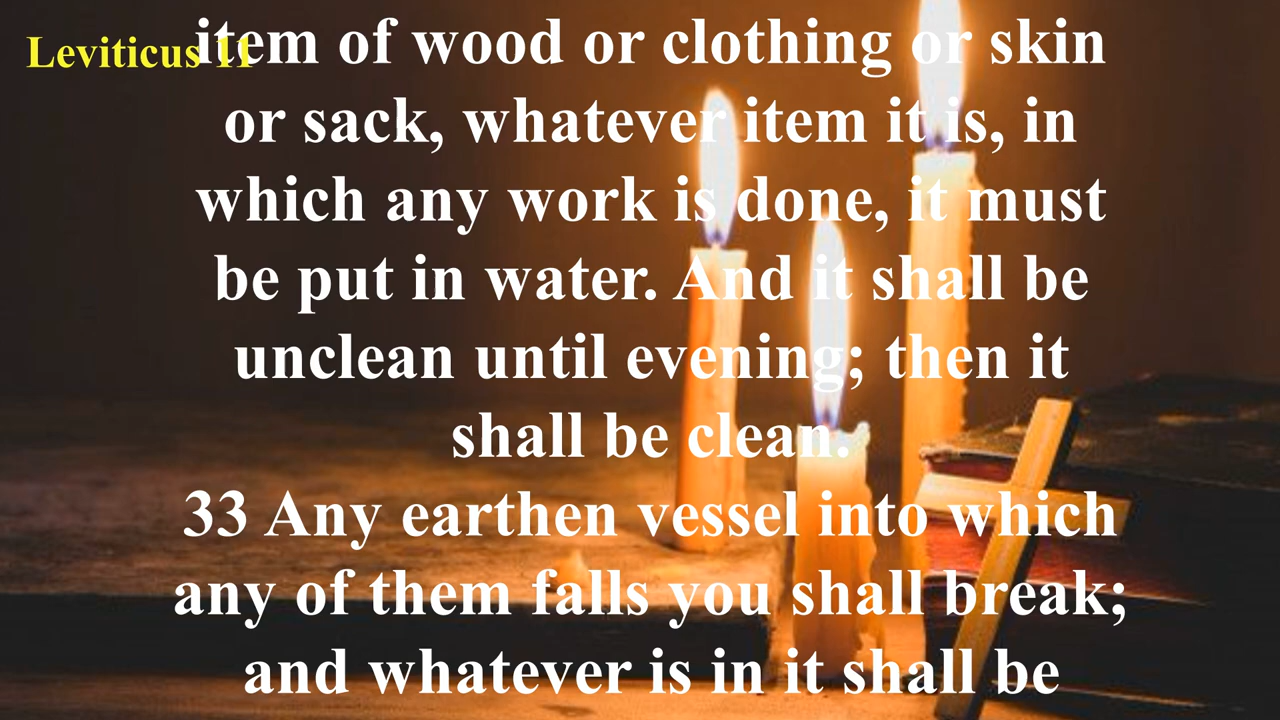 Leviticus 11
item of wood or clothing or skin
or sack, whatever item it is, in
which any work is done, it must
be put in water. And it shall be
unclean until evening; then it
shall be clean.
33 Any earthen vessel into which
any of them falls you shall break;
and whatever is in it shall be